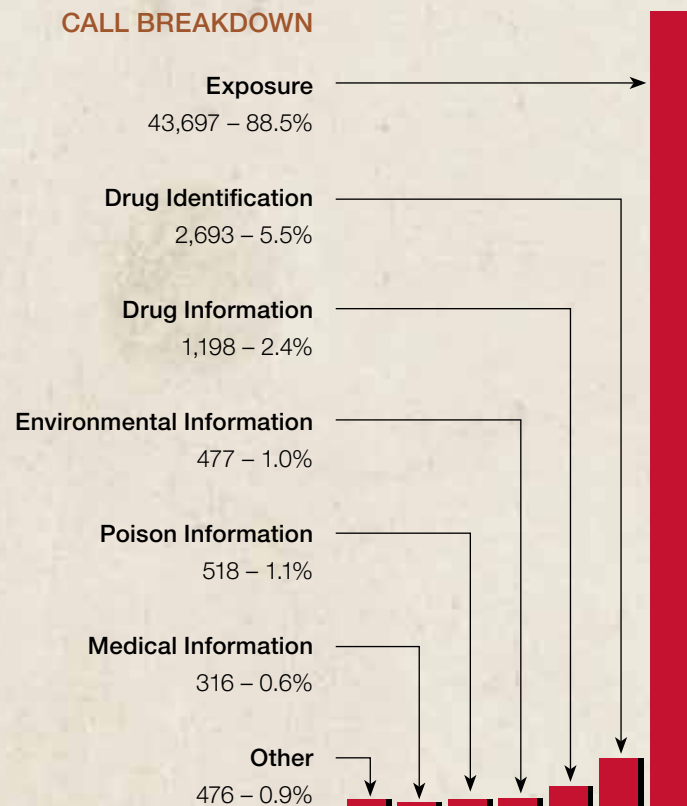 CALL BREAKDOWN
Exposure
43,697 – 88.5%
Drug Identification
2,693 – 5.5%
Drug Information
1,198 – 2.4%
Environmental Information
477 – 1.0%
Poison Information
518 – 1.1%
Medical Information
316 – 0.6%
Other
476 – 0.9%